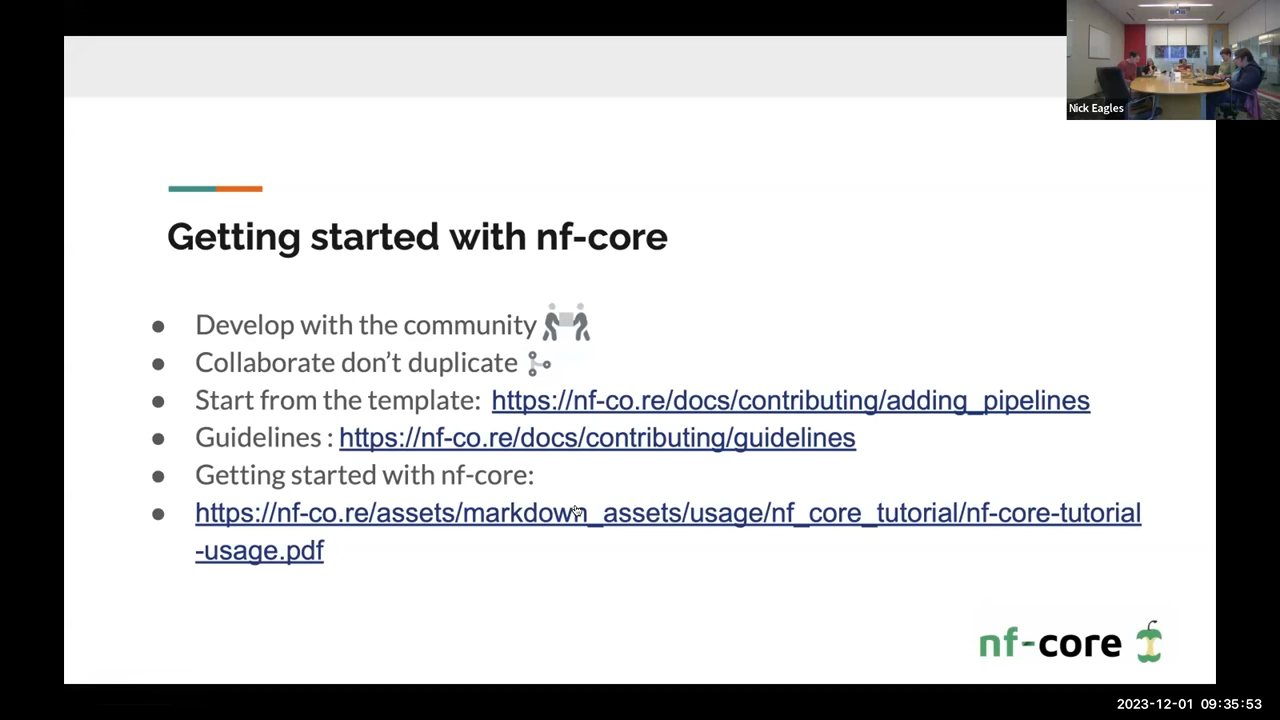 Nick Eagles
Getting started with nf-core
Develop with the community
Collaborate don’t duplicate
Start from the template: https://nf-co.re/docs/contributing/adding_pipelines
Guidelines : https://nf-co.re/docs/contributing/guidelines
Getting started with nf-core:
https://nf-co.re/assets/markdown_assets/usage/nf_core_tutorial/nf-core-tutorial
-usage.pdf
nf-core
2023-12-01 09:35:53